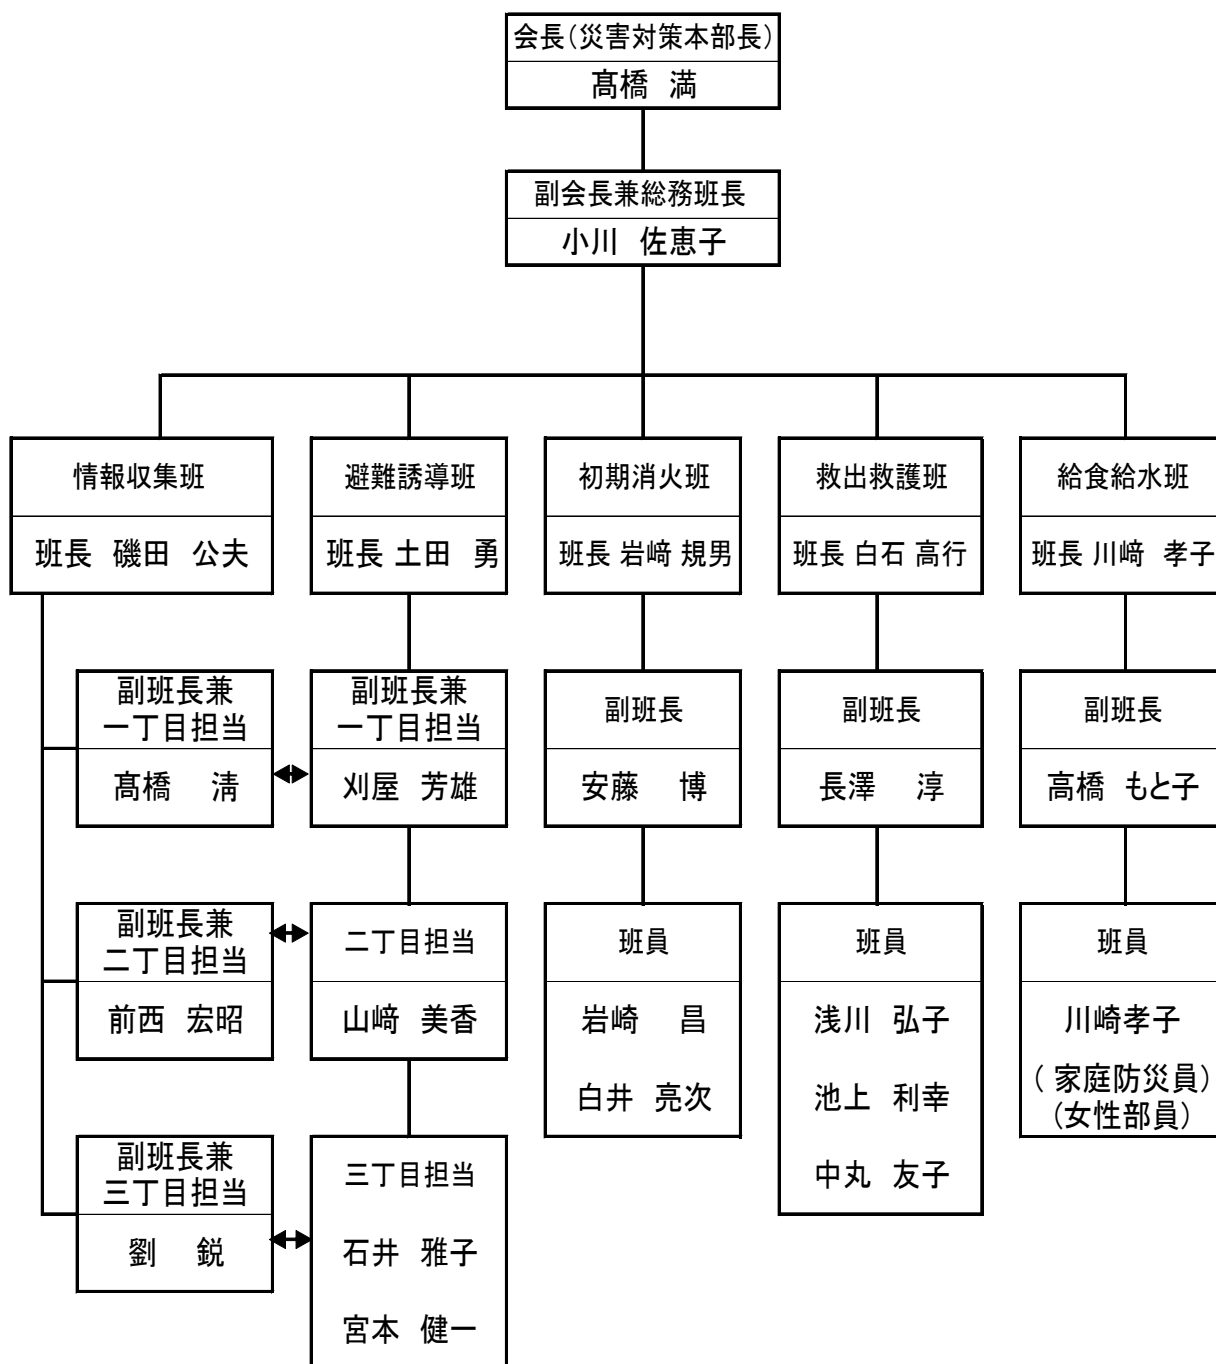 会長(災害対策本部長)
髙橋 満
副会長兼総務班長
小川 佐恵子
情報収集班
班長 磯田 公夫
副班長兼
一丁目担当
髙橋 淸
副班長兼
二丁目担当
前西 宏昭
副班長兼
三丁目担当
劉 鋭
避難誘導班
班長 土田 勇
副班長兼
一丁目担当
刈屋 芳雄
二丁目担当
山﨑 美香
三丁目担当
石井 雅子
宮本 健一
初期消火班
班長 岩﨑 規男
副班長
安藤 博
班員
岩崎 昌
白井 亮次
救出救護班
班長 白石 高行
副班長
長澤 淳
班員
浅川 弘子
池上 利幸
中丸 友子
給食給水班
班長 川﨑 孝子
副班長
高橋 もと子
班員
川崎孝子
( 家庭防災員)
(女性部員)